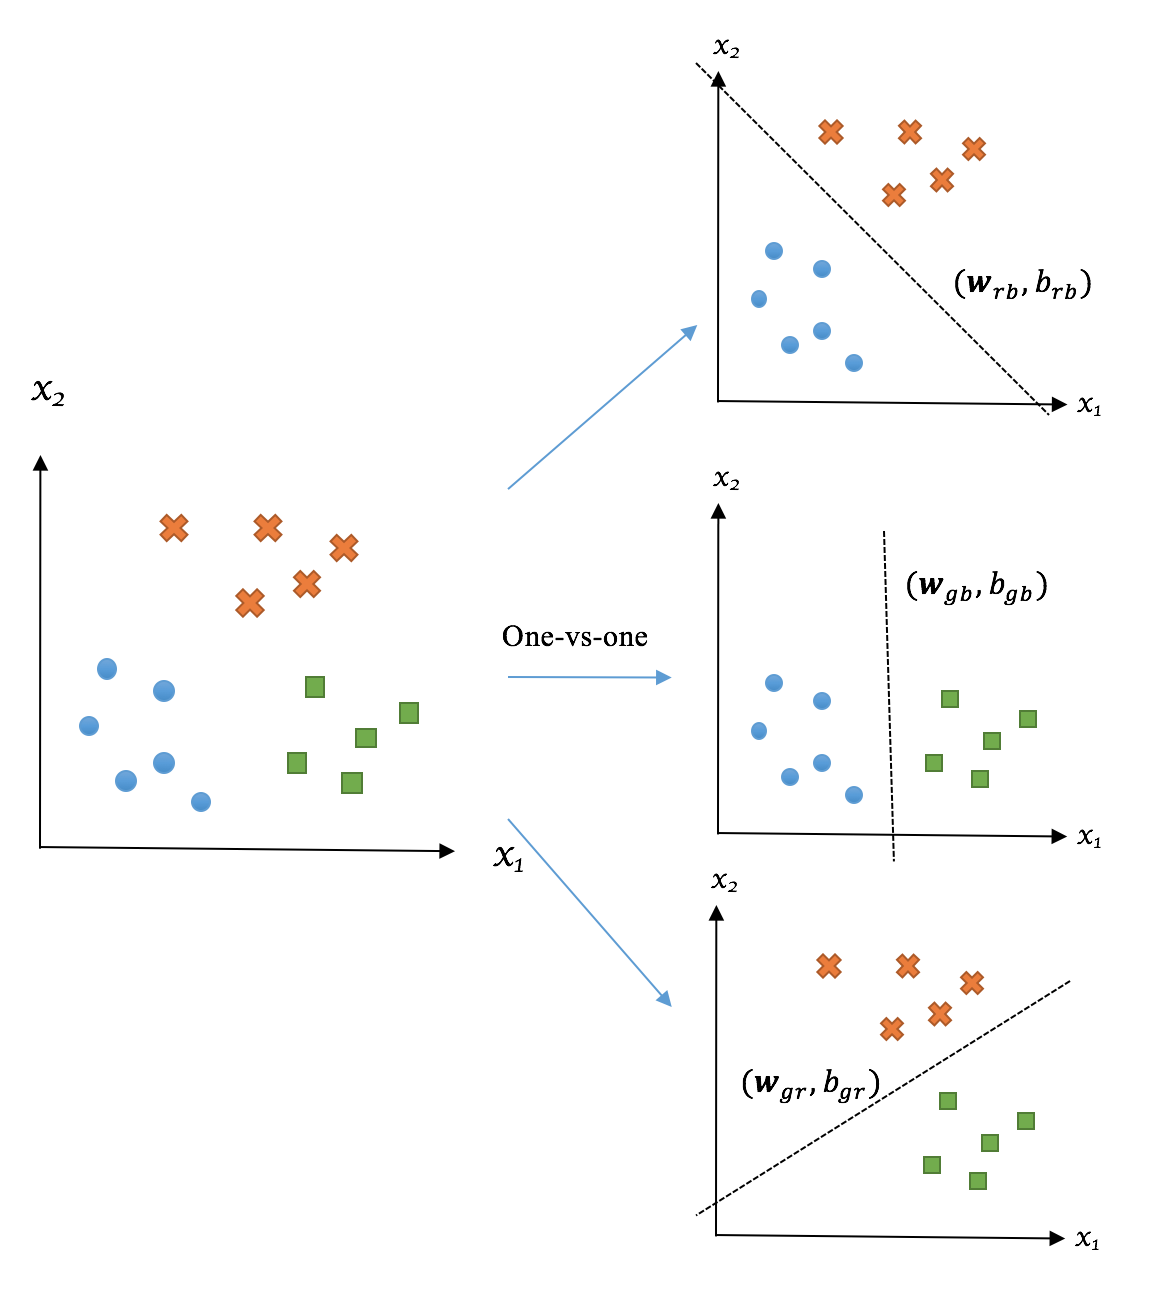 x₂
(w_rb, b_rb)
x₁
x₂
x₂
(w_gb, b_gb)
One-vs-one
x₁
x₁
x₂
(w_gr, b_gr)
x₁